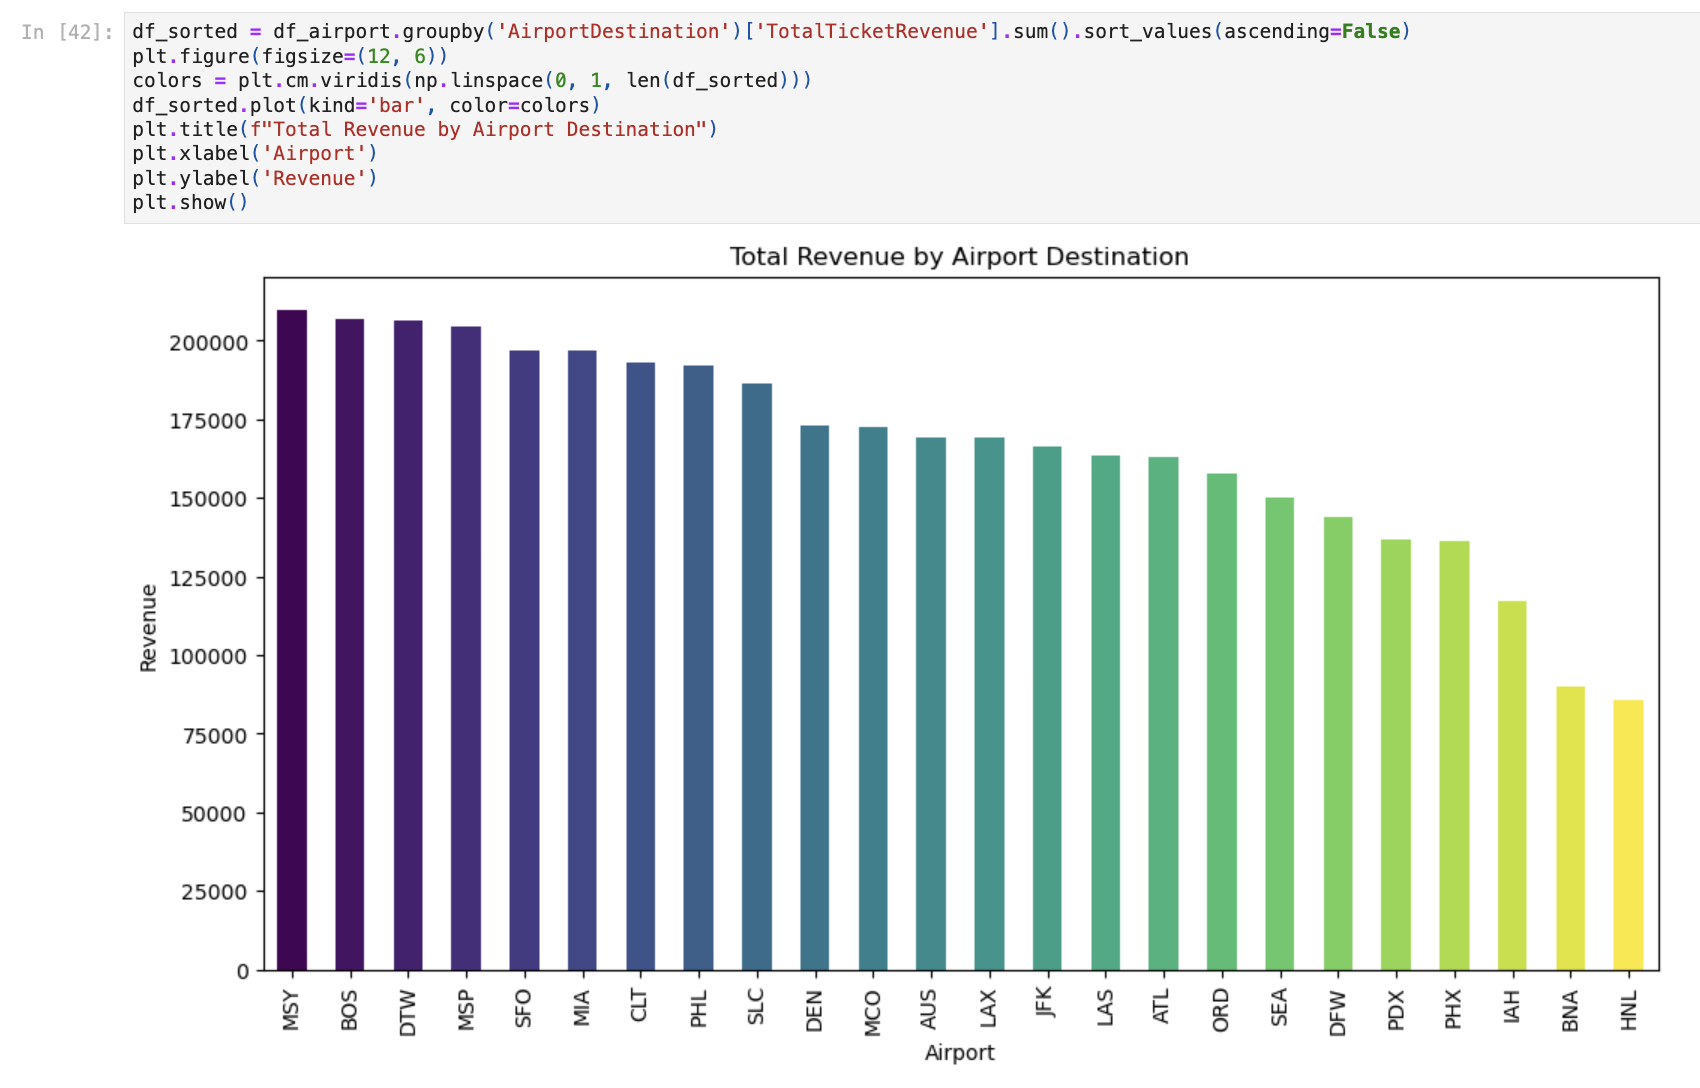 In [42]:
df_sorted = df_airport.groupby('AirportDestination')['TotalTicketRevenue'].sum().sort_values(ascending=False)
plt.figure(figsize=(12, 6))
colors = plt.cm.viridis(np.linspace(0, 1, len(df_sorted)))
df_sorted.plot(kind='bar', color=colors)
plt.title(f"Total Revenue by Airport Destination")
plt.xlabel('Airport')
plt.ylabel('Revenue')
plt.show()
Total Revenue by Airport Destination
Revenue
200000
175000
150000
125000
100000
75000
50000
25000
0
MSY
BOS
DTW
MSP
SFO
MIA
CLT
PHL
SLC
DEN
MCO
AUS
LAX
JFK
LAS
ATL
ORD
SEA
DFW
PDX
PHX
IAH
BNA
HNL
Airport